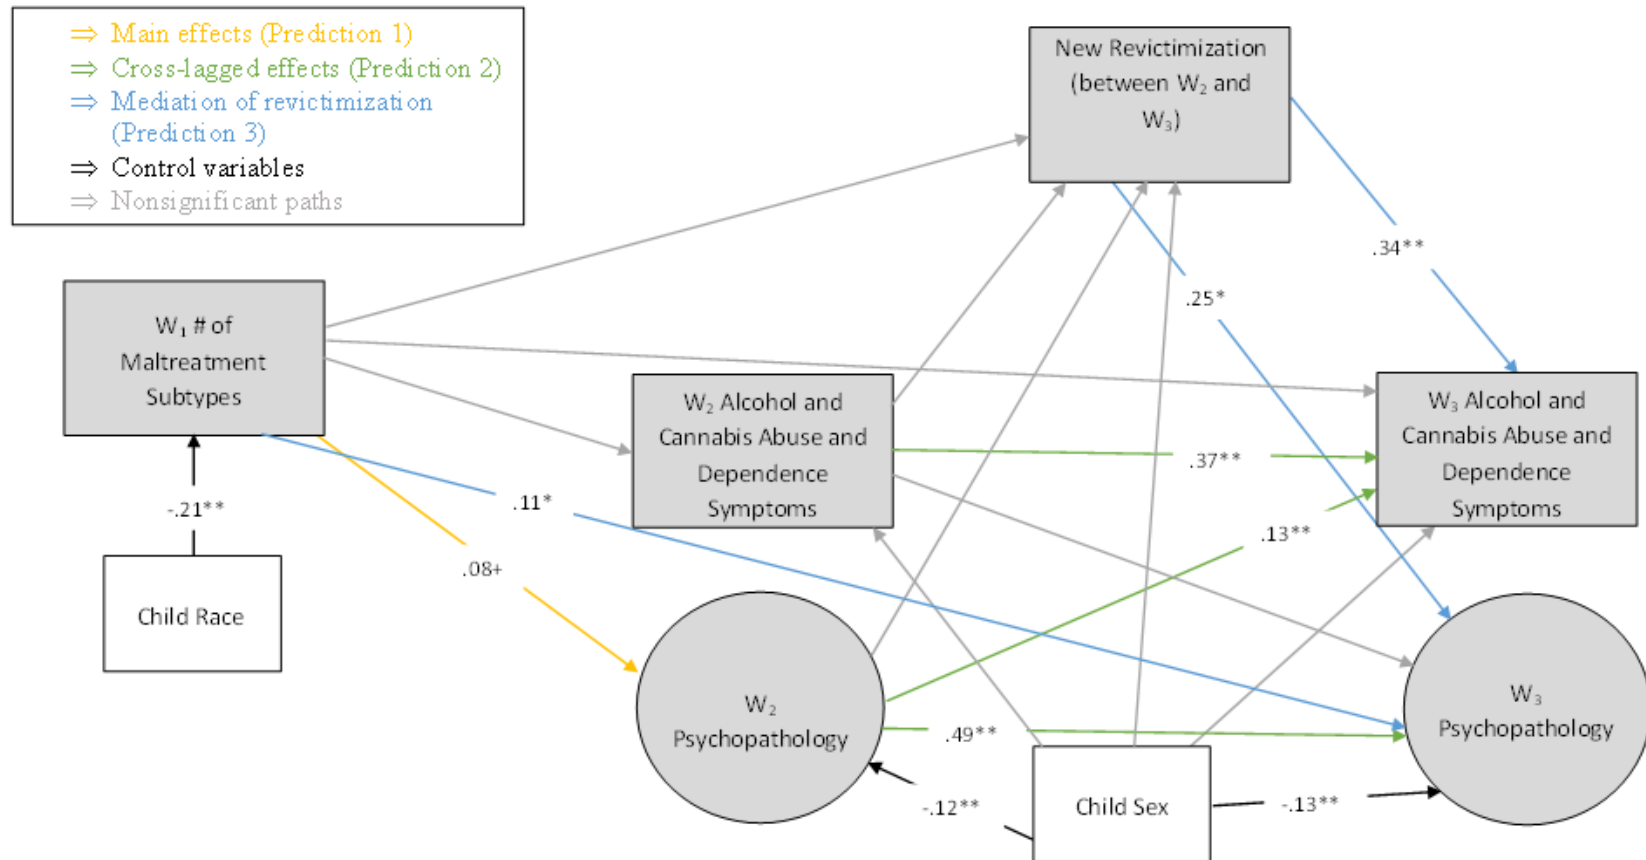 ⇒ Main effects (Prediction 1)
⇒ Cross-lagged effects (Prediction 2)
⇒ Mediation of revictimization
(Prediction 3)
⇒ Control variables
⇒ Nonsignificant paths
New Revictimization
(between W₂ and
W₃)
.34**
.25*
W₁ # of
Maltreatment
Subtypes
W₂ Alcohol and
Cannabis Abuse and
Dependence
Symptoms
W₃ Alcohol and
Cannabis Abuse and
Dependence
Symptoms
.37**
-.21**
.11*
.13**
.08+
Child Race
W₂
Psychopathology
W₃
Psychopathology
.49**
-.12**
Child Sex
-.13**